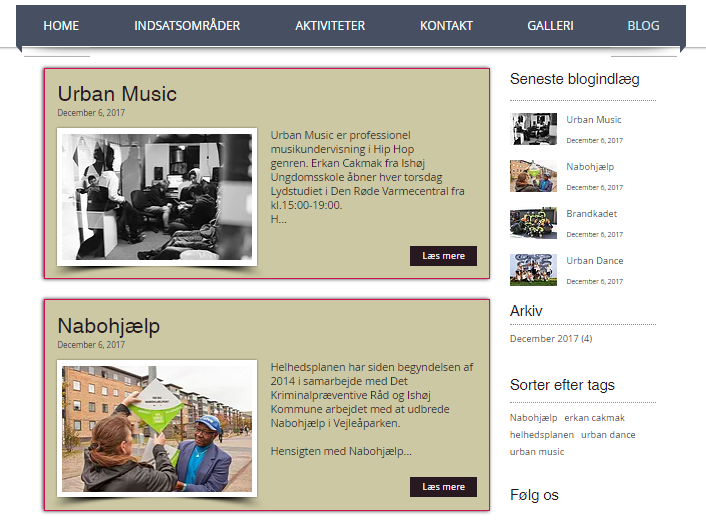 HOME INDSATSOMRÅDER AKTIVITETER KONTAKT GALLERI BLOG
Urban Music
December 6, 2017
Urban Music er professionel
musikundervisning i Hip Hop
genren. Erkan Cakmak fra Ishøj
Ungdomsskole åbner hver torsdag
Lydstudiet i Den Røde Varmecentral fra
kl.15:00-19:00.
H...
Læs mere
Nabohjælp
December 6, 2017
Helhedsplanen har siden begyndelsen af
2014 i samarbejde med Det
Kriminalpræventive Råd og Ishøj
Kommune arbejdet med at udbrede
Nabohjælp i Vejleåparken.
Hensigten med Nabohjælp...
Læs mere
Seneste blogindlæg
Urban Music
December 6, 2017
Nabohjælp
December 6, 2017
Brandkadet
December 6, 2017
Urban Dance
December 6, 2017
Arkiv
December 2017 (4)
Sorter efter tags
Nabohjælp erkan cakmak
helhedsplanen urban dance
urban music
Følg os